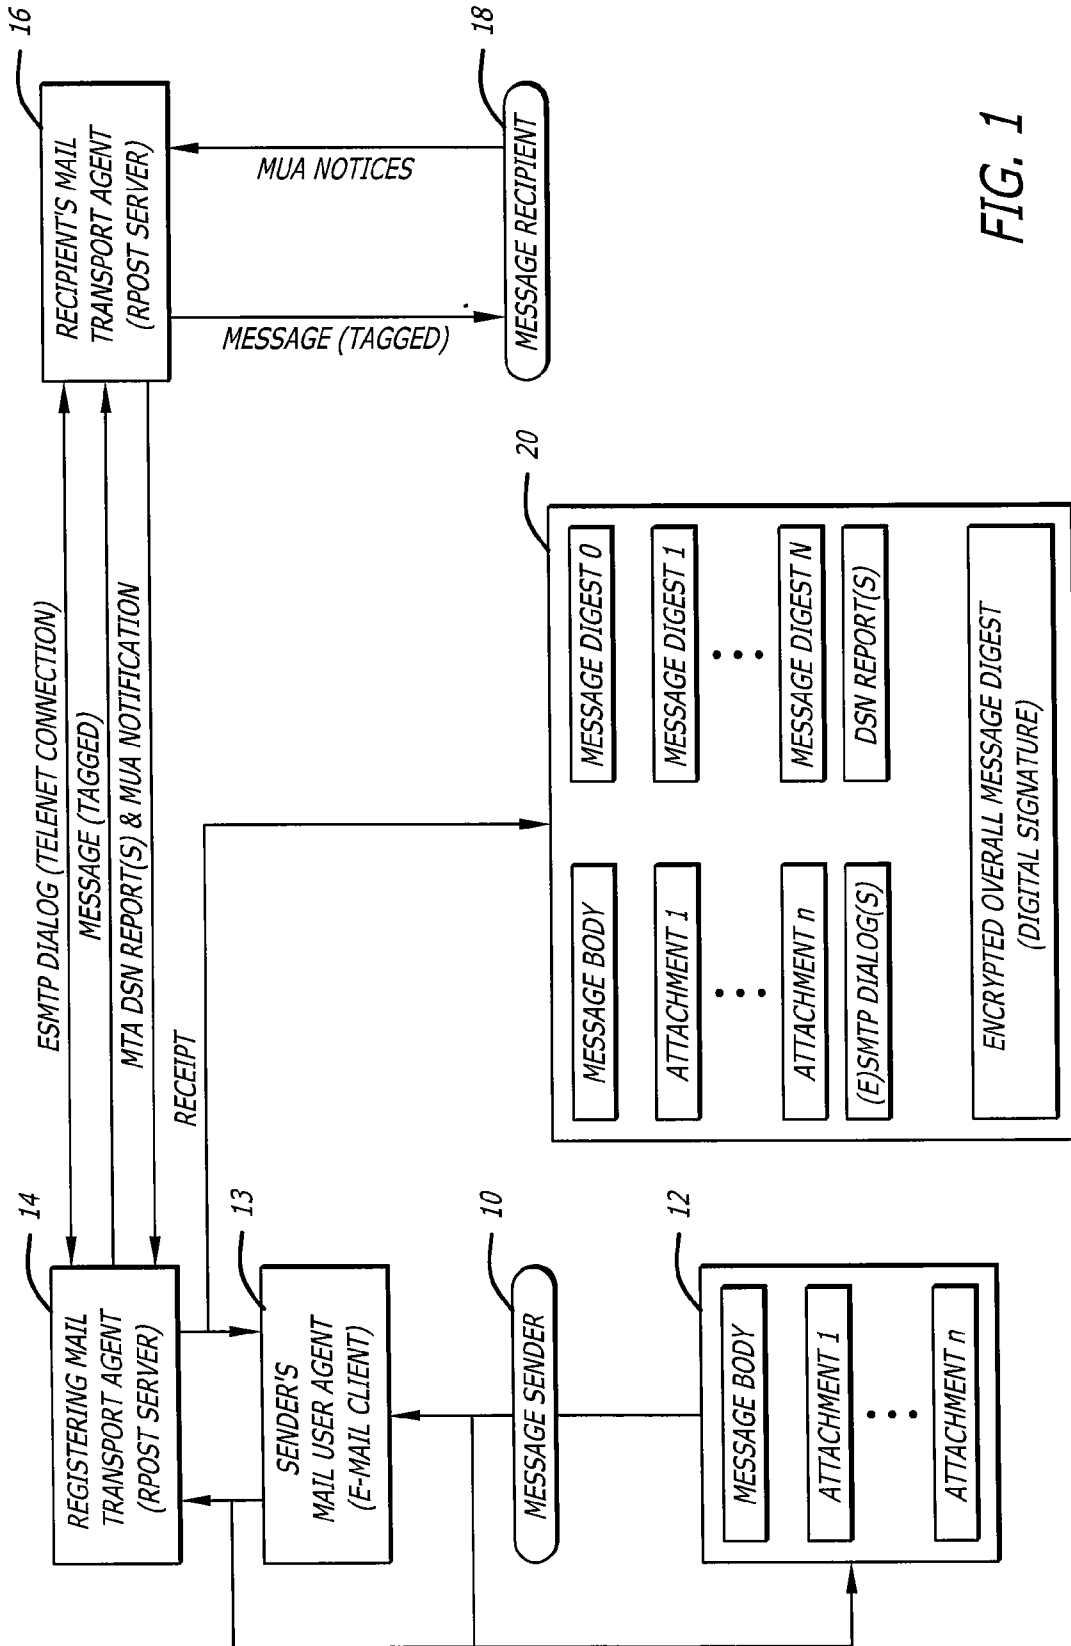 14
REGISTERING MAIL
TRANSPORT AGENT
(RPOST SERVER)
ESMTP DIALOG (TELENET CONNECTION)
MESSAGE (TAGGED)
MTA DSN REPORT(S) & MUA NOTIFICATION
16
RECIPIENT'S MAIL
TRANSPORT AGENT
(RPOST SERVER)
RECEIPT
13
SENDER'S
MAIL USER AGENT
(E-MAIL CLIENT)
MESSAGE (TAGGED)
MUA NOTICES
10
MESSAGE SENDER
18
MESSAGE RECIPIENT
12
MESSAGE BODY
ATTACHMENT 1
ATTACHMENT n
20
MESSAGE BODY
MESSAGE DIGEST 0
ATTACHMENT 1
MESSAGE DIGEST 1
ATTACHMENT n
MESSAGE DIGEST N
(E)SMTP DIALOG(S)
DSN REPORT(S)
ENCRYPTED OVERALL MESSAGE DIGEST
(DIGITAL SIGNATURE)
FIG. 1